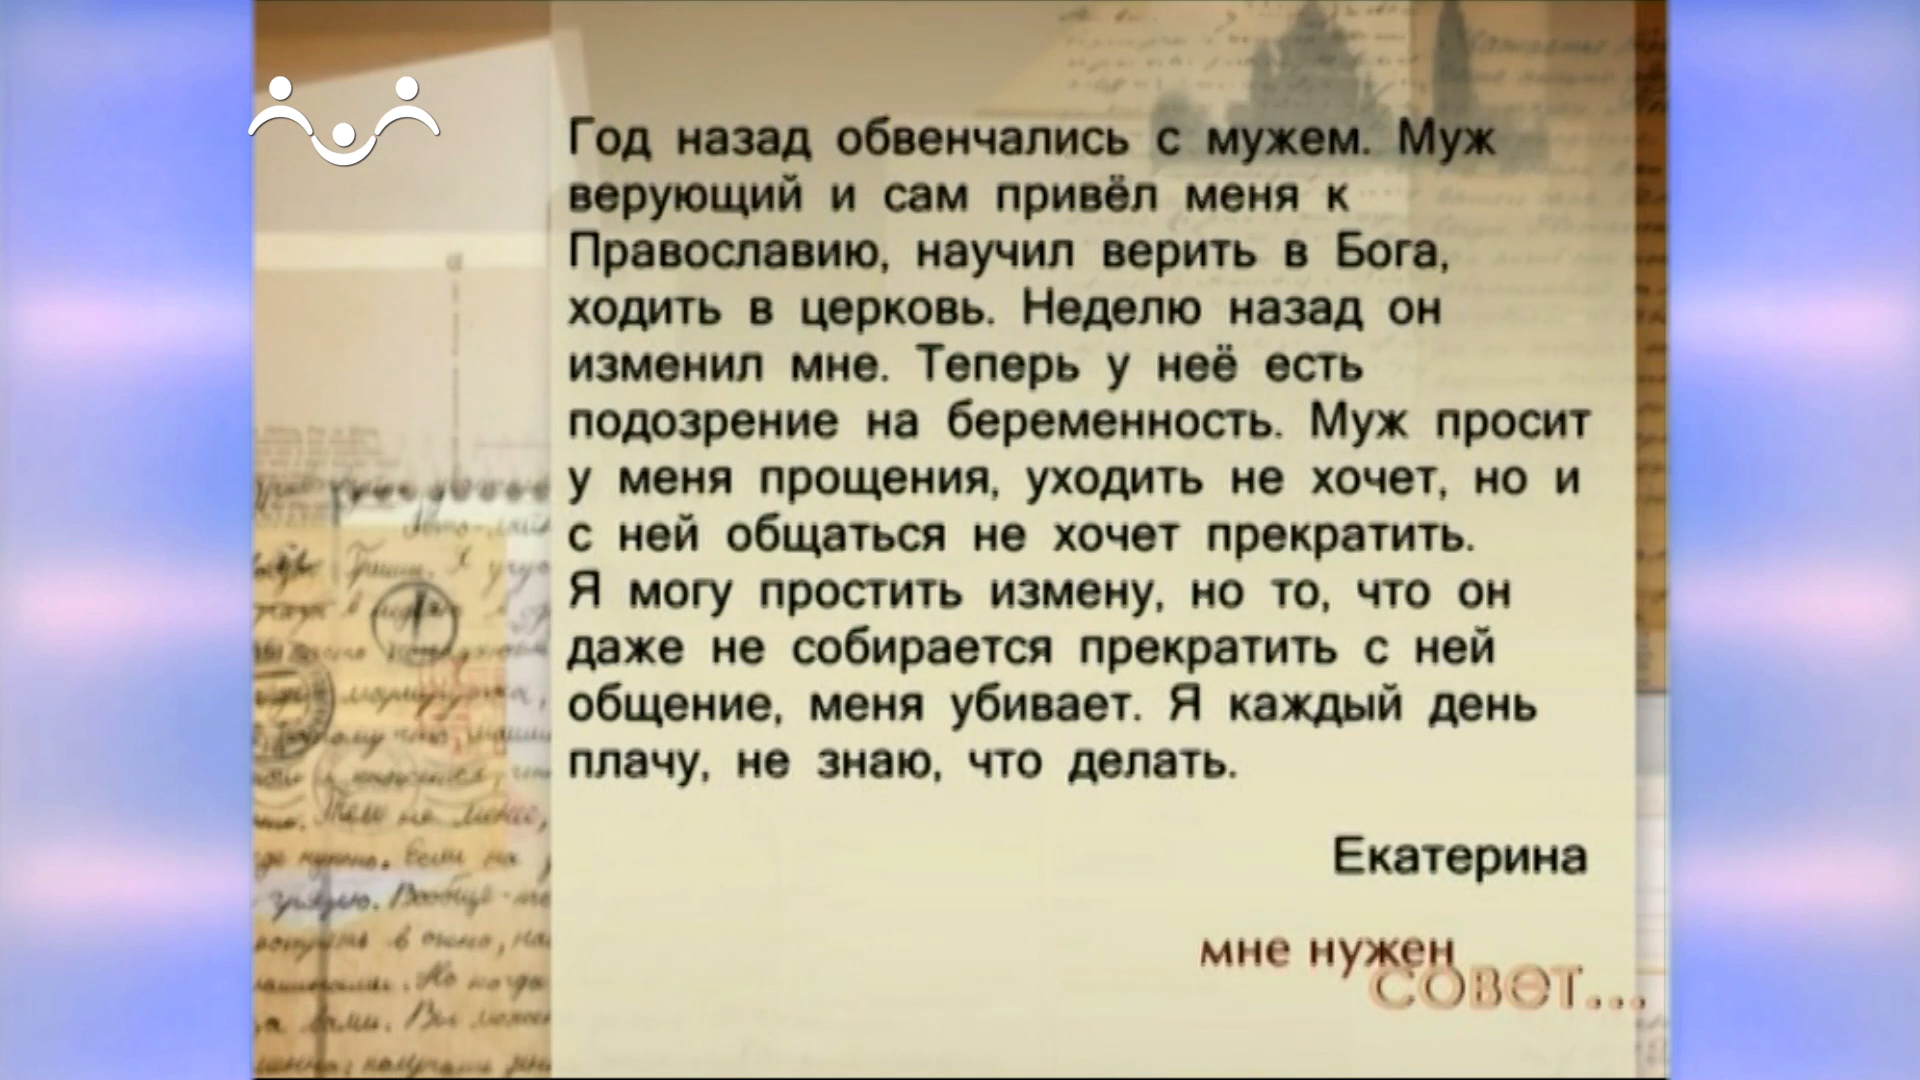 Год назад обвенчались с мужем. Муж
верующий и сам привёл меня к
Православию, научил верить в Бога,
ходить в церковь. Неделю назад он
изменил мне. Теперь у неё есть
подозрение на беременность. Муж просит
у меня прощения, уходить не хочет, но и
с ней общаться не хочет прекратить.
Я могу простить измену, но то, что он
даже не собирается прекратить с ней
общение, меня убивает. Я каждый день
плачу, не знаю, что делать.
Екатерина
мне нужен
совет...